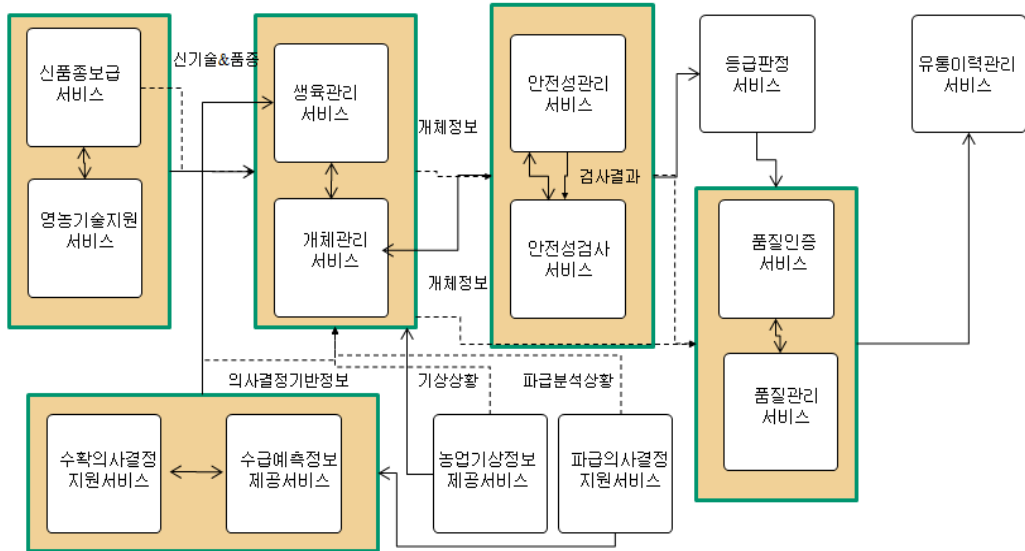 신품종보급
서비스
영농기술지원
서비스
신기술&품종
생육관리
서비스
개체관리
서비스
개체정보
개체정보
안전성관리
서비스
검사결과
안전성검사
서비스
등급판정
서비스
유통이력관리
서비스
품질인증
서비스
품질관리
서비스
의사결정기반정보
기상상황
파급분석상황
수확의사결정
지원서비스
수급예측정보
제공서비스
농업기상정보
제공서비스
파급의사결정
지원서비스